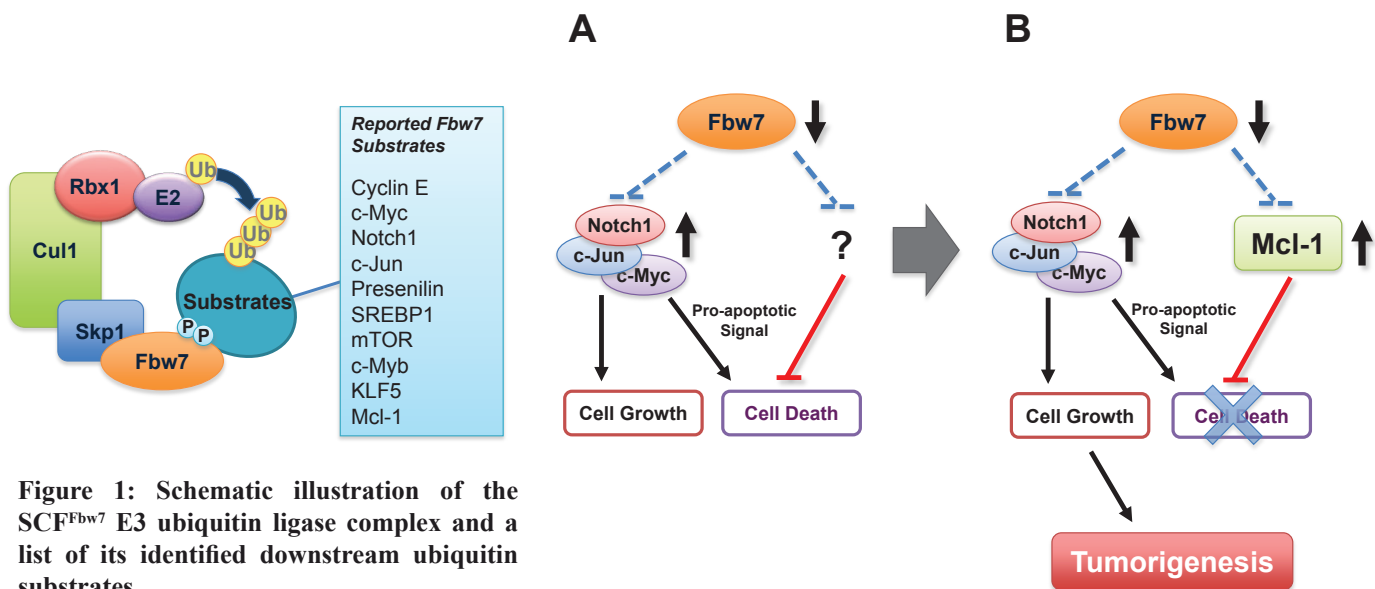 Rbx1
E2
Ub
Ub
Ub
Ub
Cul1
Substrates
P
P
Skp1
Fbw7
Reported Fbw7
Substrates
Cyclin E
c-Myc
Notch1
c-Jun
Presenilin
SREBP1
mTOR
c-Myb
KLF5
Mcl-1
Figure 1: Schematic illustration of the
SCFFbw7 E3 ubiquitin ligase complex and a
list of its identified downstream ubiquitin
substrates
A
Fbw7
Notch1
c-Jun
c-Myc
?
Pro-apoptotic
Signal
Cell Growth
Cell Death
B
Fbw7
Notch1
c-Jun
c-Myc
Mcl-1
Pro-apoptotic
Signal
Cell Growth
Cell Death
Tumorigenesis